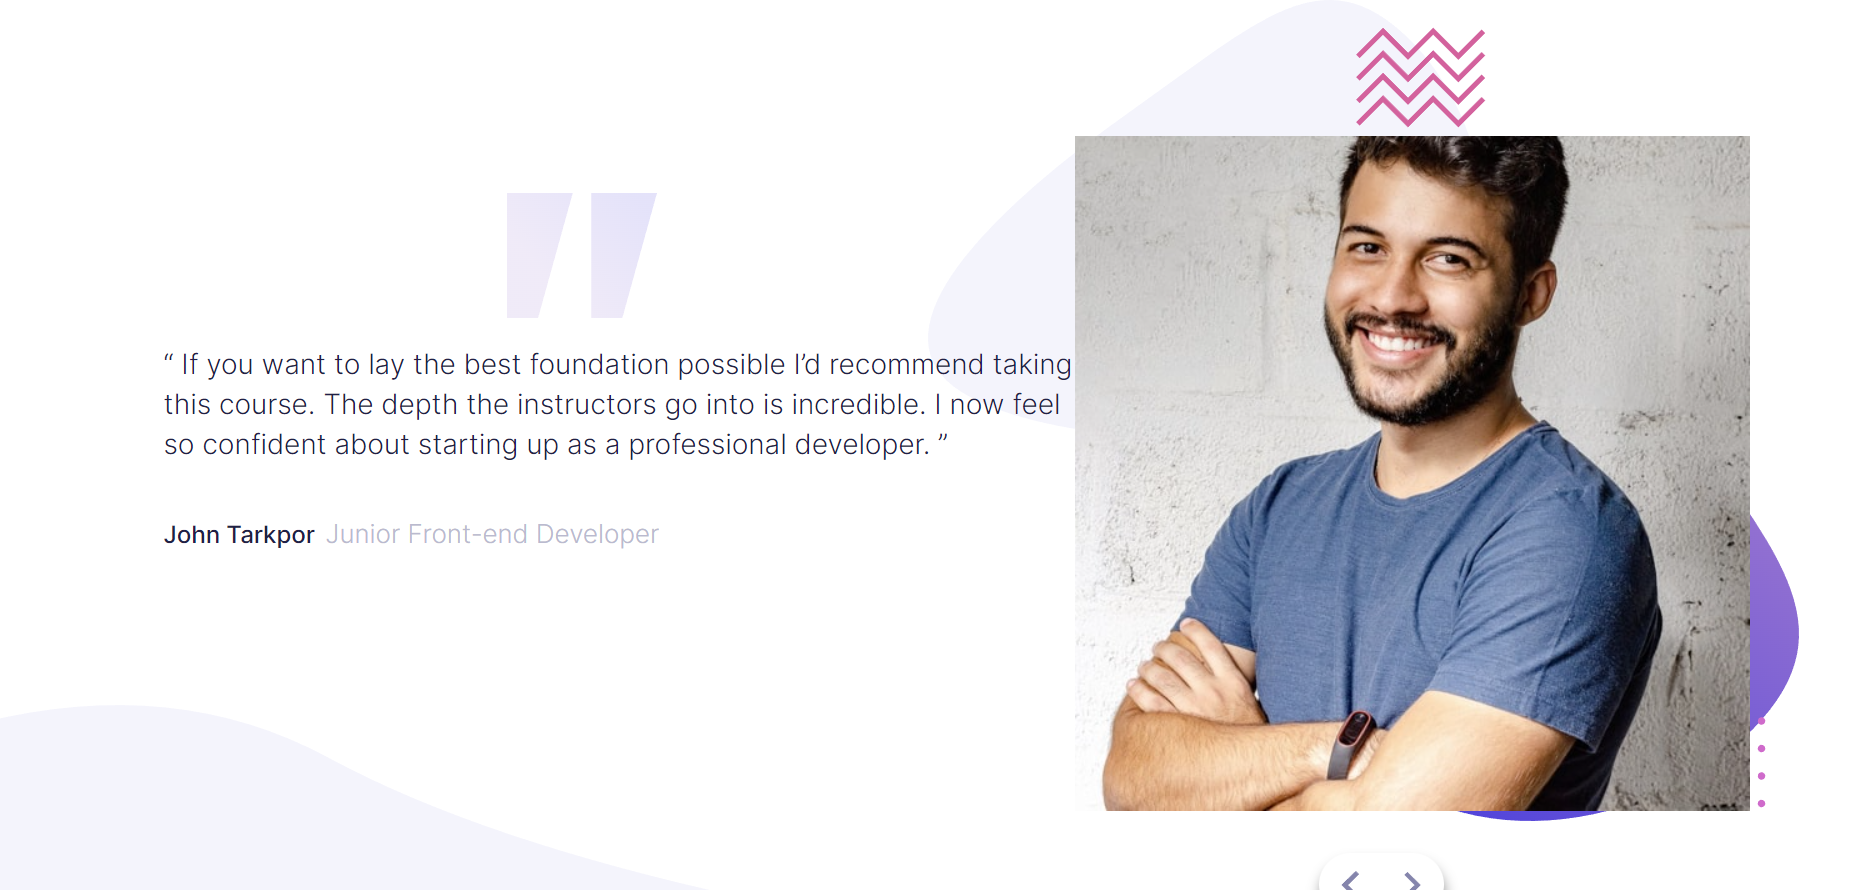 “ If you want to lay the best foundation possible I’d recommend taking
this course. The depth the instructors go into is incredible. I now feel
so confident about starting up as a professional developer. ”
John Tarkpor Junior Front-end Developer